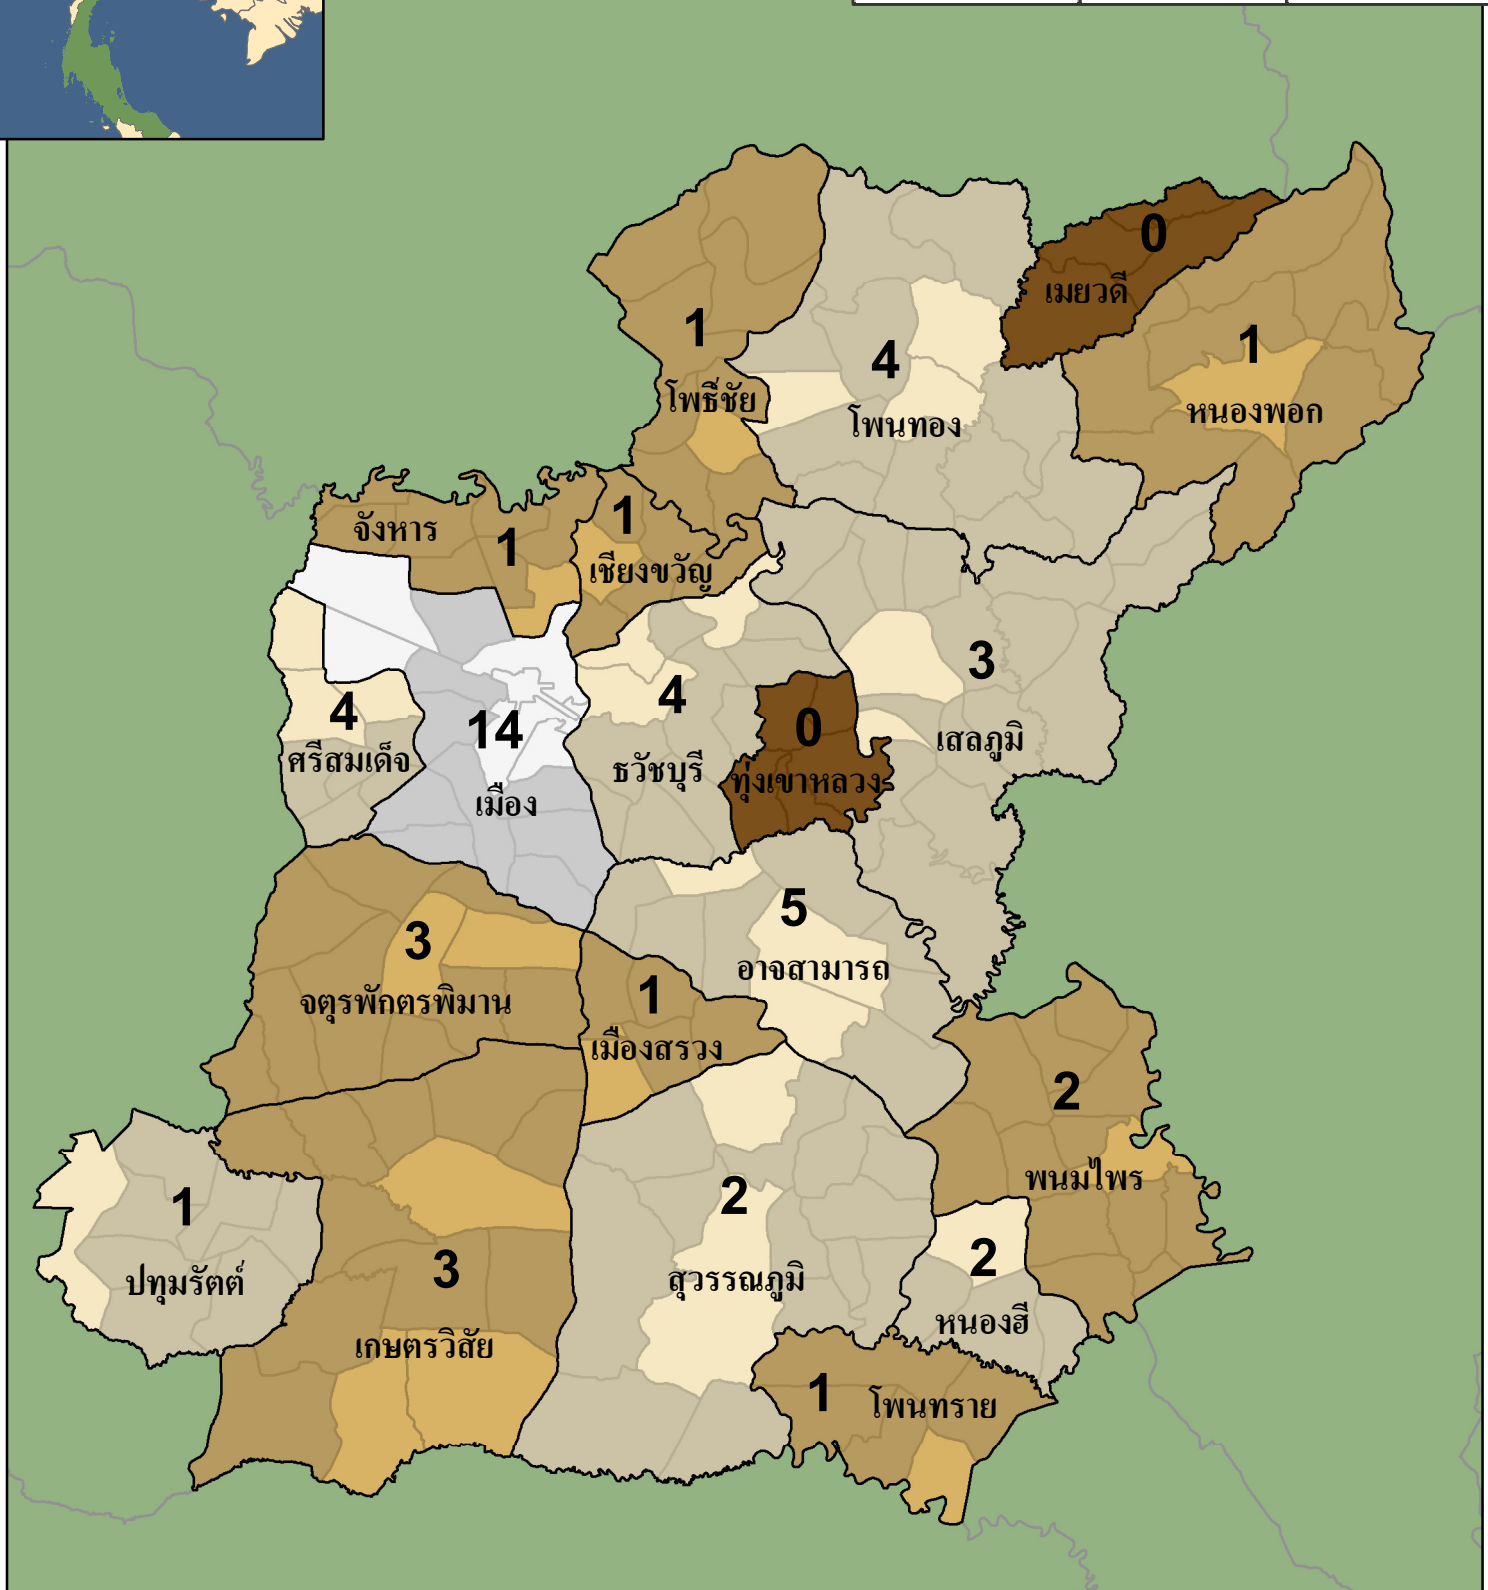 0
เมยวดี
1
โพธิ์ชัย
4
โพนทอง
1
หนองพอก
จังหาร
1
1
เชียงขวัญ
4
ศรีสมเด็จ
14
เมือง
4
ธวัชบุรี
0
ทุ่งเขาหลวง
3
เสลภูมิ
3
จตุรพักตรพิมาน
1
เมืองสรวง
5
อาจสามารถ
2
พนมไพร
1
ปทุมรัตต์
3
เกษตรวิสัย
2
สุวรรณภูมิ
2
หนองฮี
1
โพนทราย